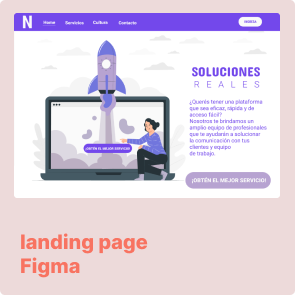 N
Home Servicios Cultura Contacto INGRESA
SOLUCIONES
REALES
¿Querés tener una plataforma
que sea eficaz, rápida y de
acceso fácil?
Nosotros te brindamos un
amplio equipo de profesionales
que te ayudarán a solucionar
la comunicación con tus
clientes y equipo
de trabajo.
¡OBTÉN EL MEJOR SERVICIO!
¡OBTÉN EL MEJOR SERVICIO!
landing page
Figma